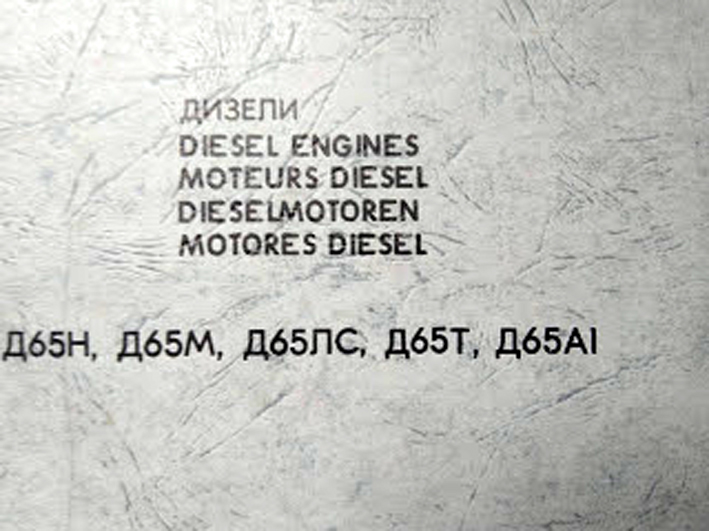 ДИЗЕЛИ
DIESEL ENGINES
MOTEURS DIESEL
DIESELMOTOREN
MOTORES DIESEL
Д65Н, Д65М, Д65ЛС, Д65Т, Д65А1